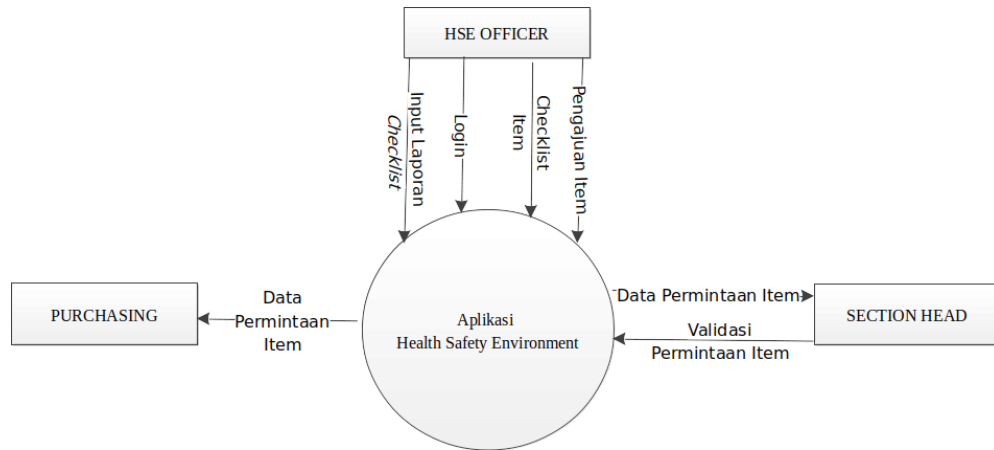 HSE OFFICER
Input Laporan
Checklist
Login
Checklist
Item
Pengajuan Item
PURCHASING
Data
Permintaan
Item
Aplikasi
Health Safety Environment
Data Permintaan Item
Validasi
Permintaan Item
SECTION HEAD